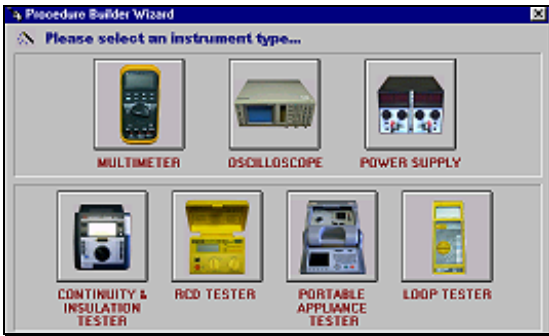 Procedure Builder Wizard
Please select an instrument type...
MULTIMETER
OSCILLOSCOPE
POWER SUPPLY
CONTINUITY &
INSULATION
TESTER
RCD TESTER
PORTABLE
APPLIANCE
TESTER
LOOP TESTER